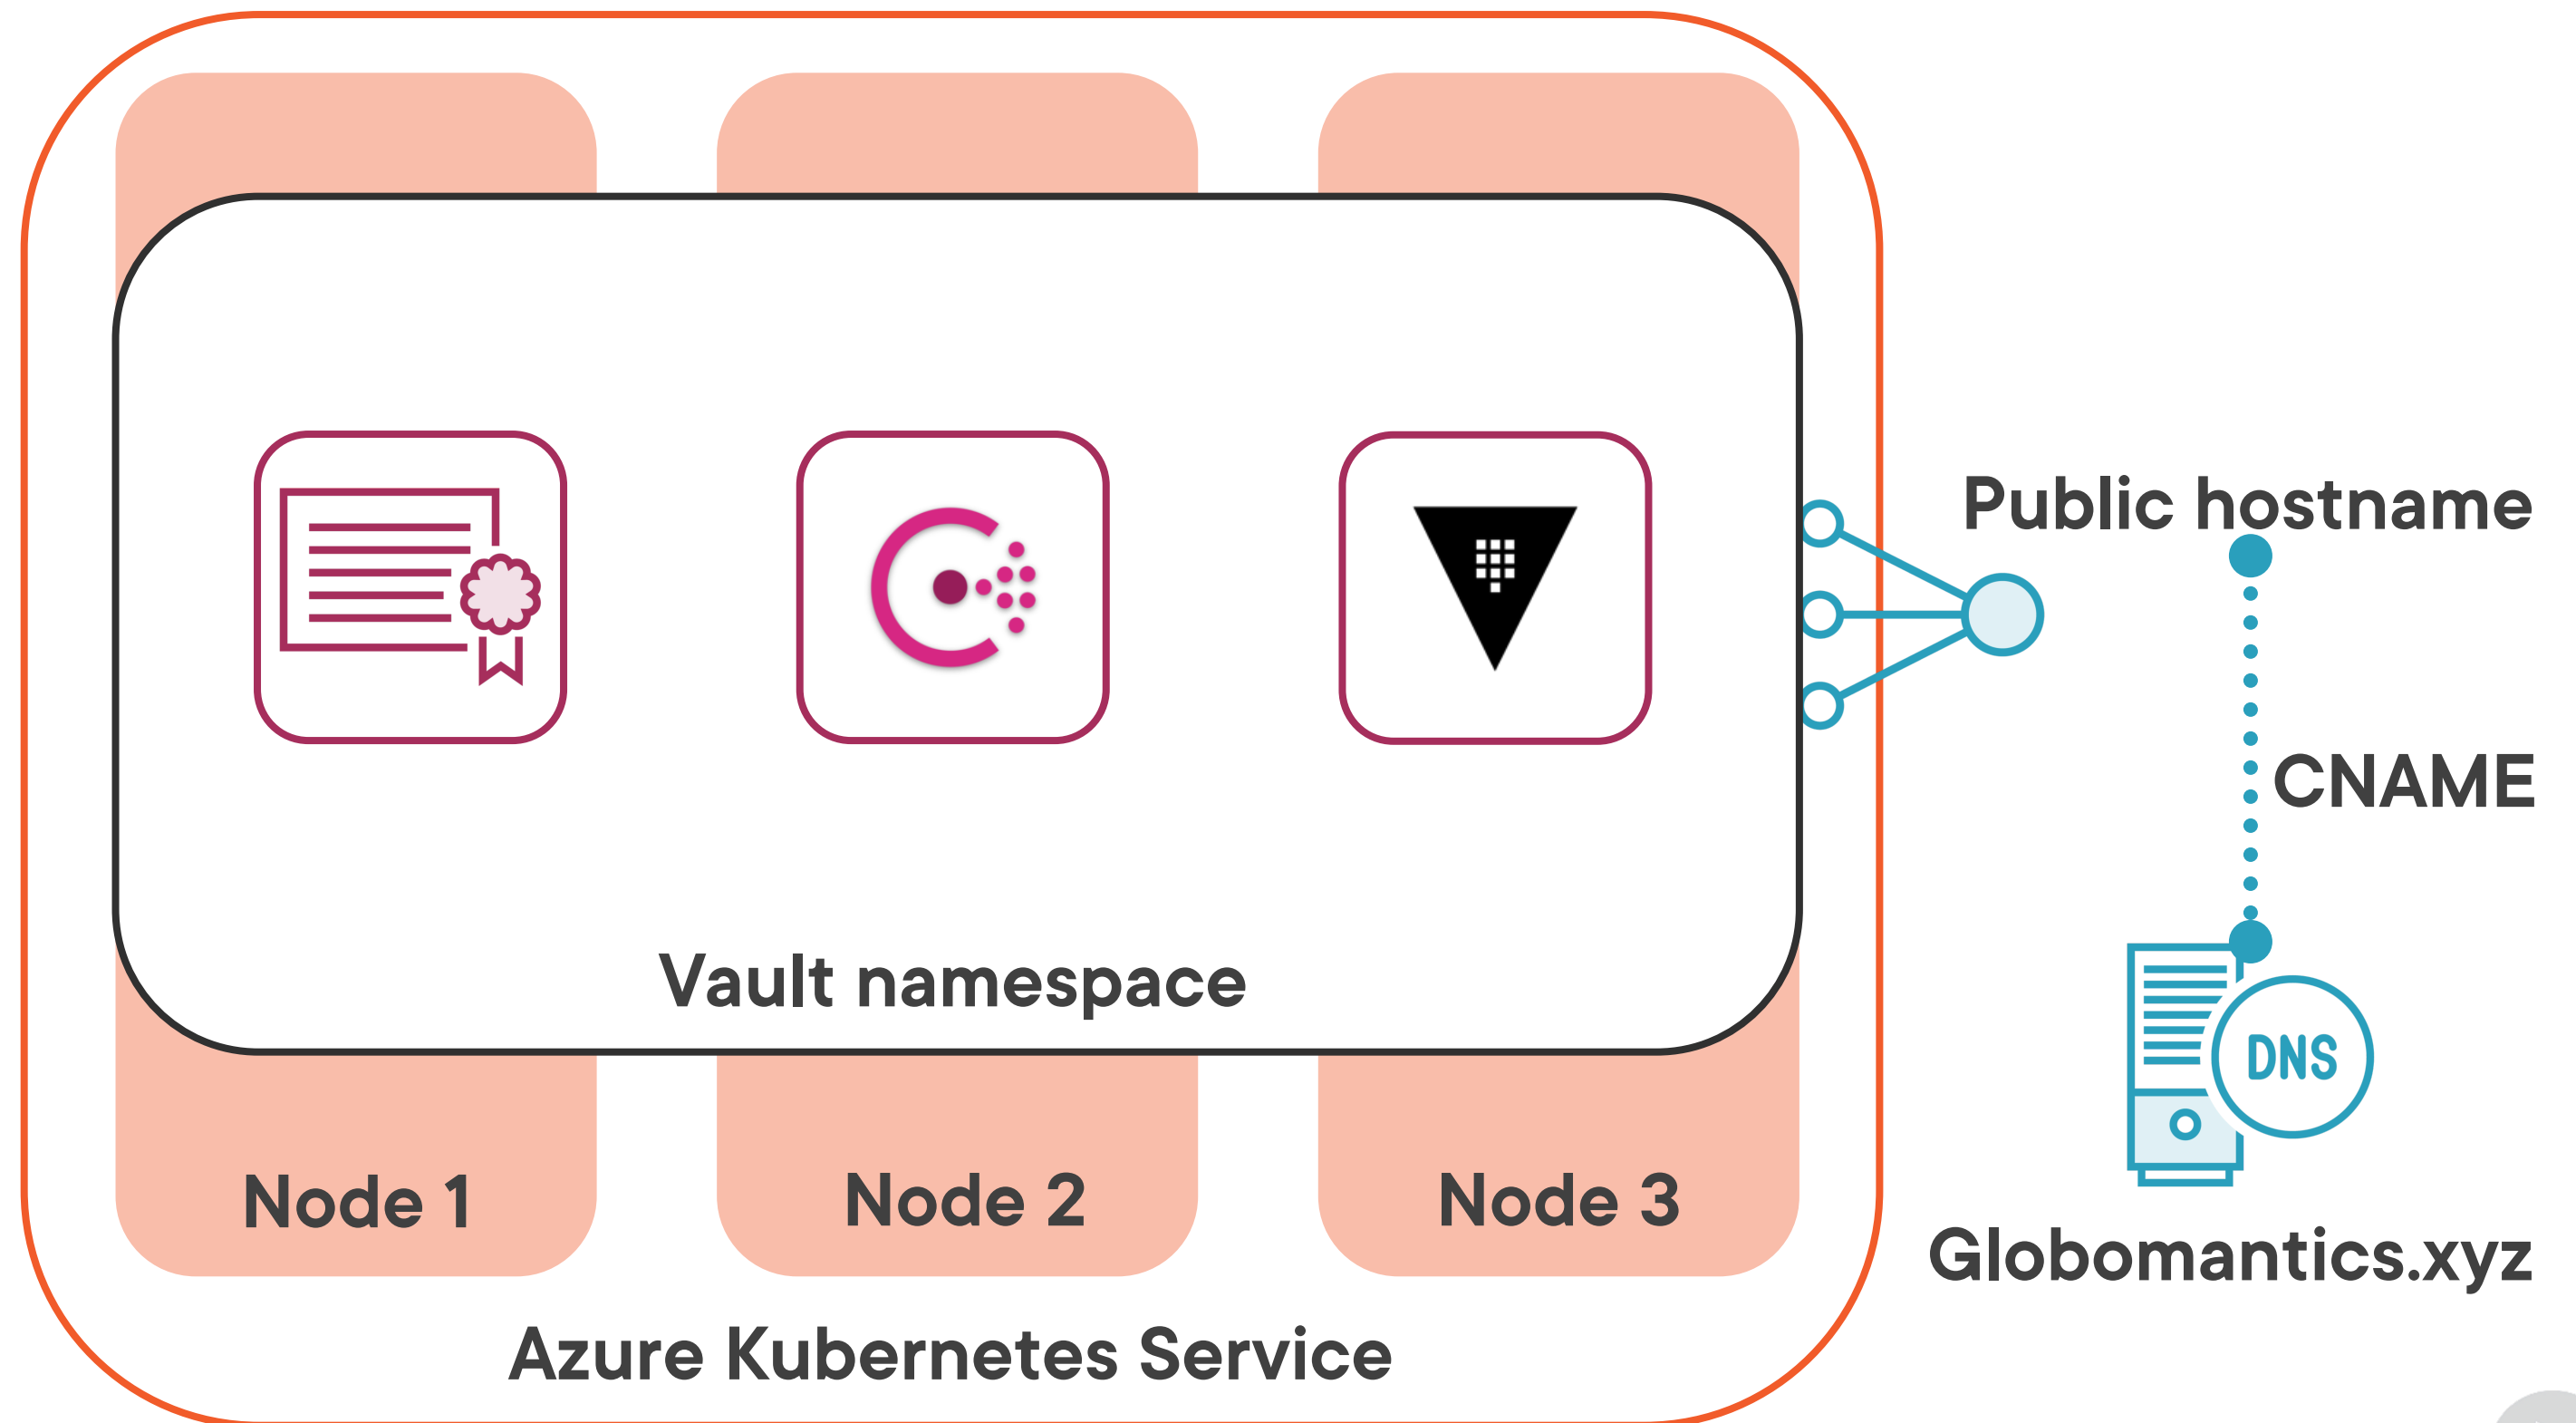 Public hostname
CNAME
Vault namespace
DNS
Node 1
Node 2
Node 3
Globomantics.xyz
Azure Kubernetes Service